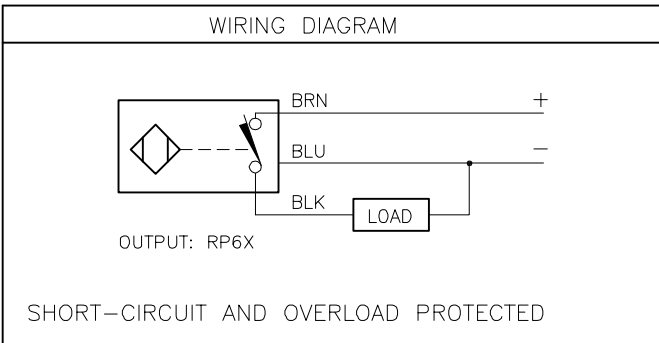 WIRING DIAGRAM
BRN +
BLU −
BLK
LOAD
OUTPUT: RP6X
SHORT-CIRCUIT AND OVERLOAD PROTECTED